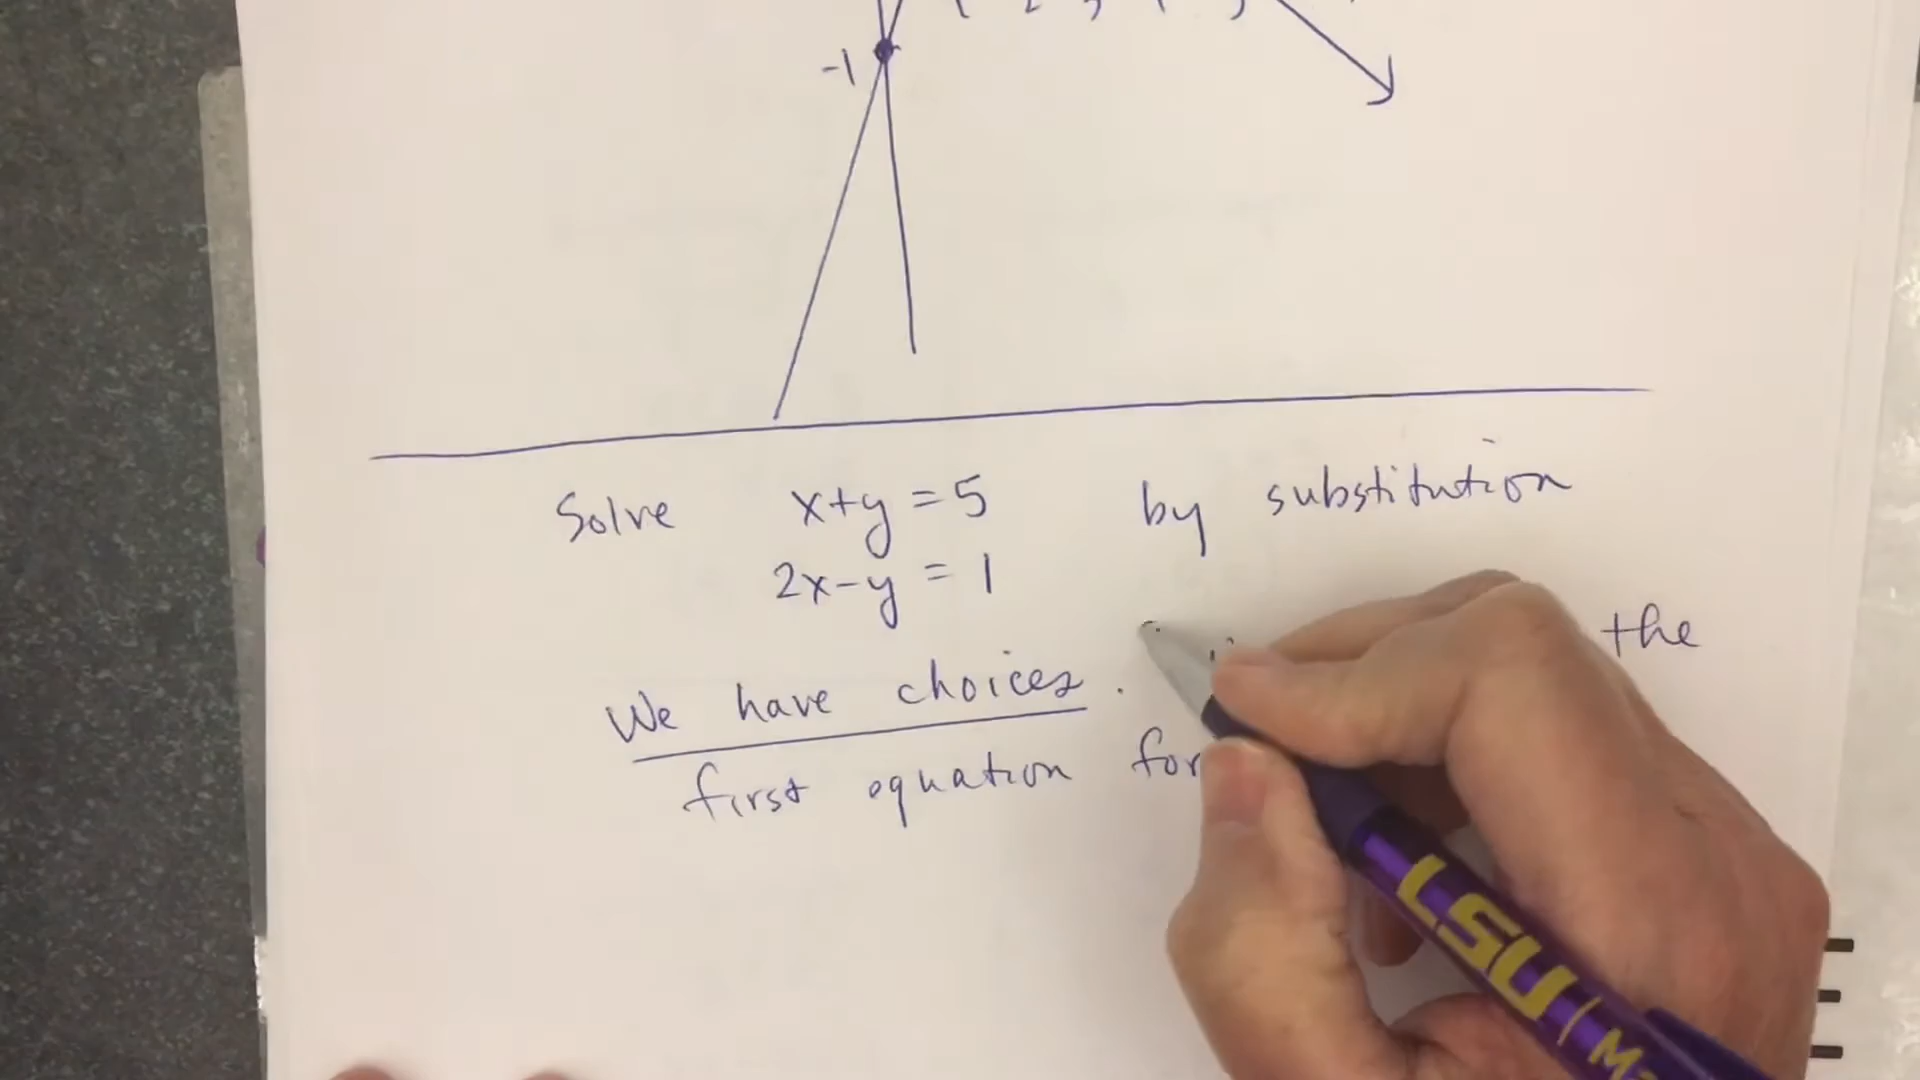 -1
Solve x+y=5 by substitution
2x-y=1
We have choices. the
first equation for
LSU